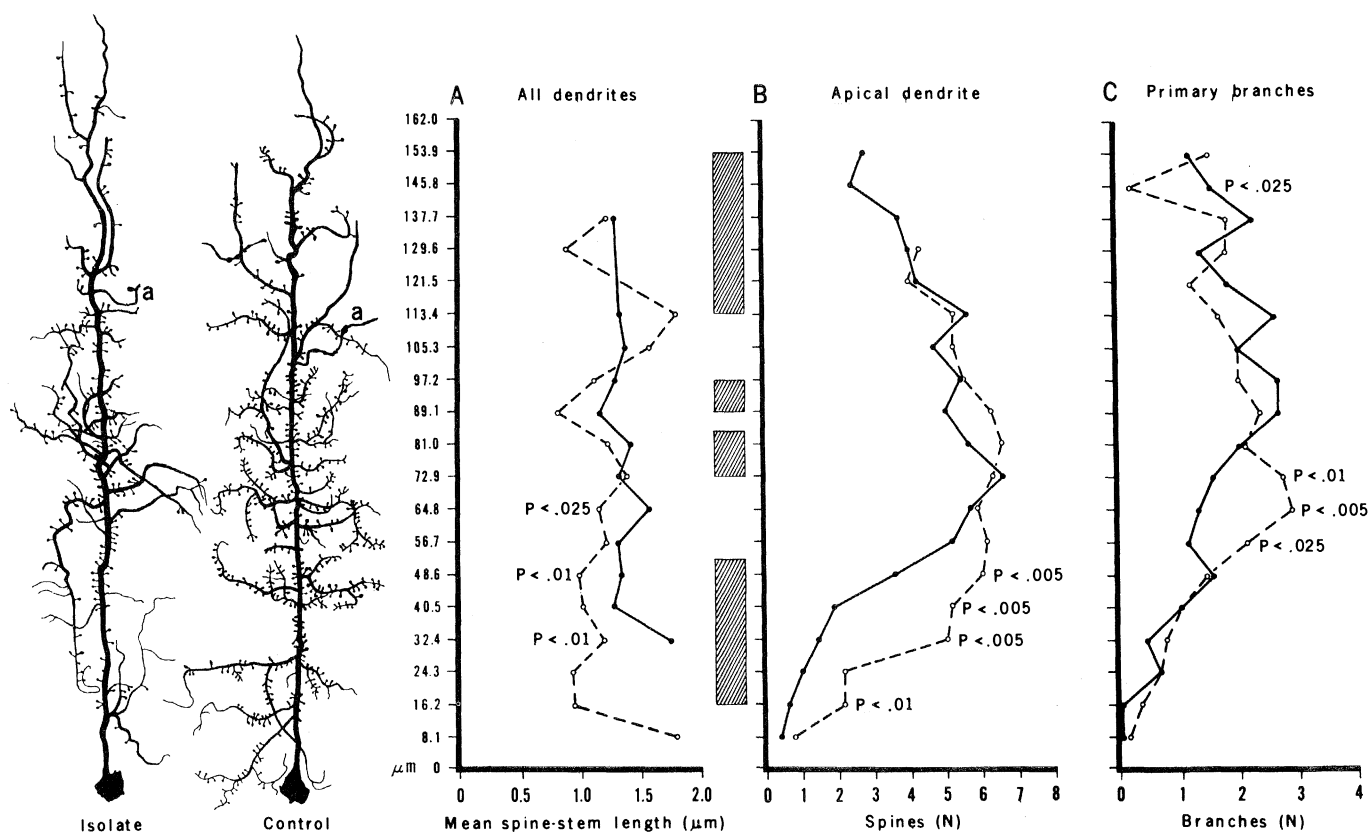 A All dendrites
B Apical dendrite
C Primary branches
162.0
153.9
145.8
P < .025
137.7
129.6
121.5
a
a
113.4
105.3
97.2
89.1
81.0
72.9
P < .01
64.8
P < .025
P < .005
56.7
P < .025
48.6
P < .01
P < .005
40.5
P < .005
32.4
P < .01
P < .005
24.3
16.2
P < .01
8.1
μm 0
0 0.5 1.0 1.5 2.0
0 1 2 3 4 5 6 7 8
0 1 2 3 4
Isolate
Control
Mean spine-stem length (μm)
Spines (N)
Branches (N)